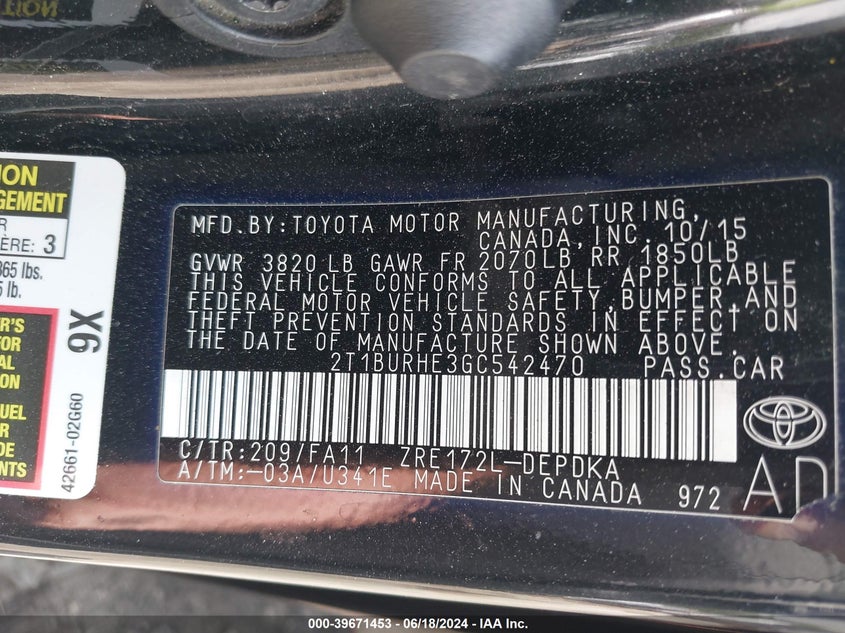 TION
ION
GEMENT
R
ÈRE: 3
865 lbs.
5 lb.
R'S
TOR
AL
ION
UEL
R
DE
NTS
9X
42661-02G60
MFD.BY:TOYOTA MOTOR MANUFACTURING,
CANADA,INC. 10/15
GVWR 3820 LB GAWR FR 2070LB RR 1850LB
THIS VEHICLE CONFORMS TO ALL APPLICABLE
FEDERAL MOTOR VEHICLE SAFETY,BUMPER,AND
THEFT PREVENTION STANDARDS IN EFFECT ON
THE DATE OF MANUFACTURE SHOWN ABOVE.
2T1BURHE3GC542470 PASS.CAR
C/TR:209/FA11 ZRE172L-DEPDKA
A/TM:-03A/U341E MADE IN CANADA 972
AD
000-39671453 - 06/18/2024 - IAA Inc.